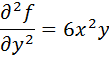 ∂²f/∂y² = 6x²y